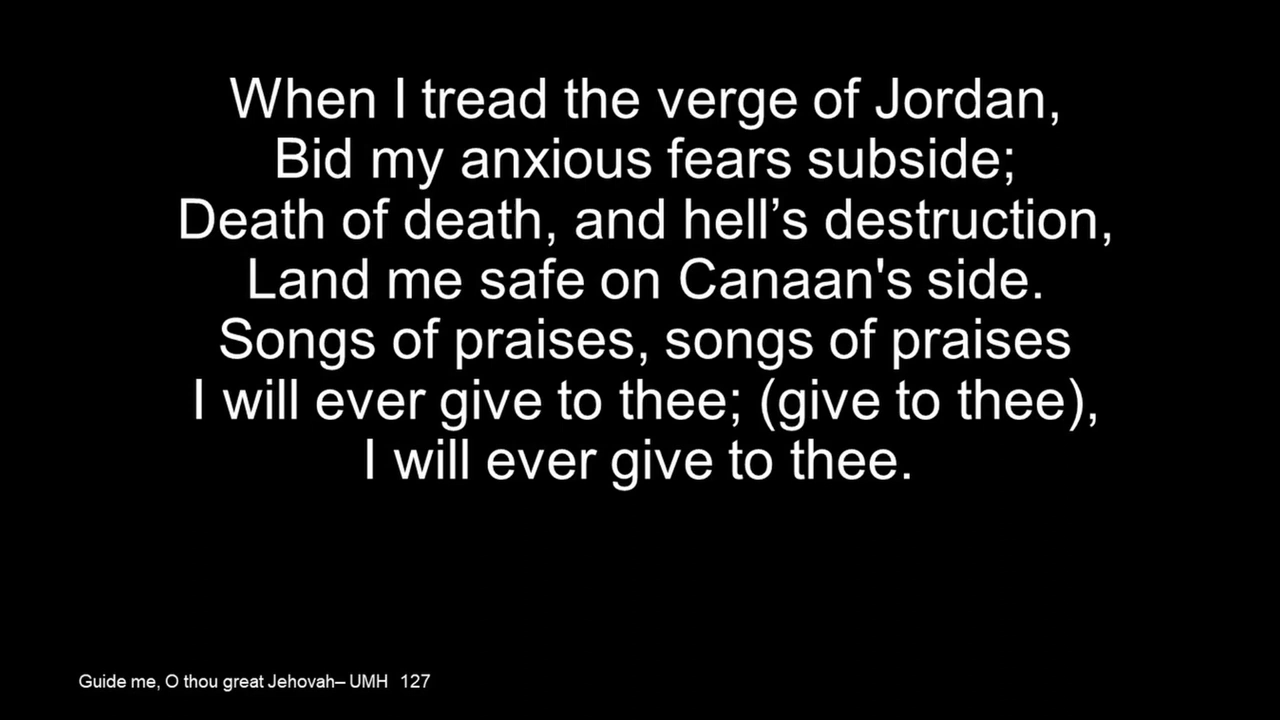 When I tread the verge of Jordan,
Bid my anxious fears subside;
Death of death, and hell’s destruction,
Land me safe on Canaan's side.
Songs of praises, songs of praises
I will ever give to thee; (give to thee),
I will ever give to thee.
Guide me, O thou great Jehovah– UMH 127